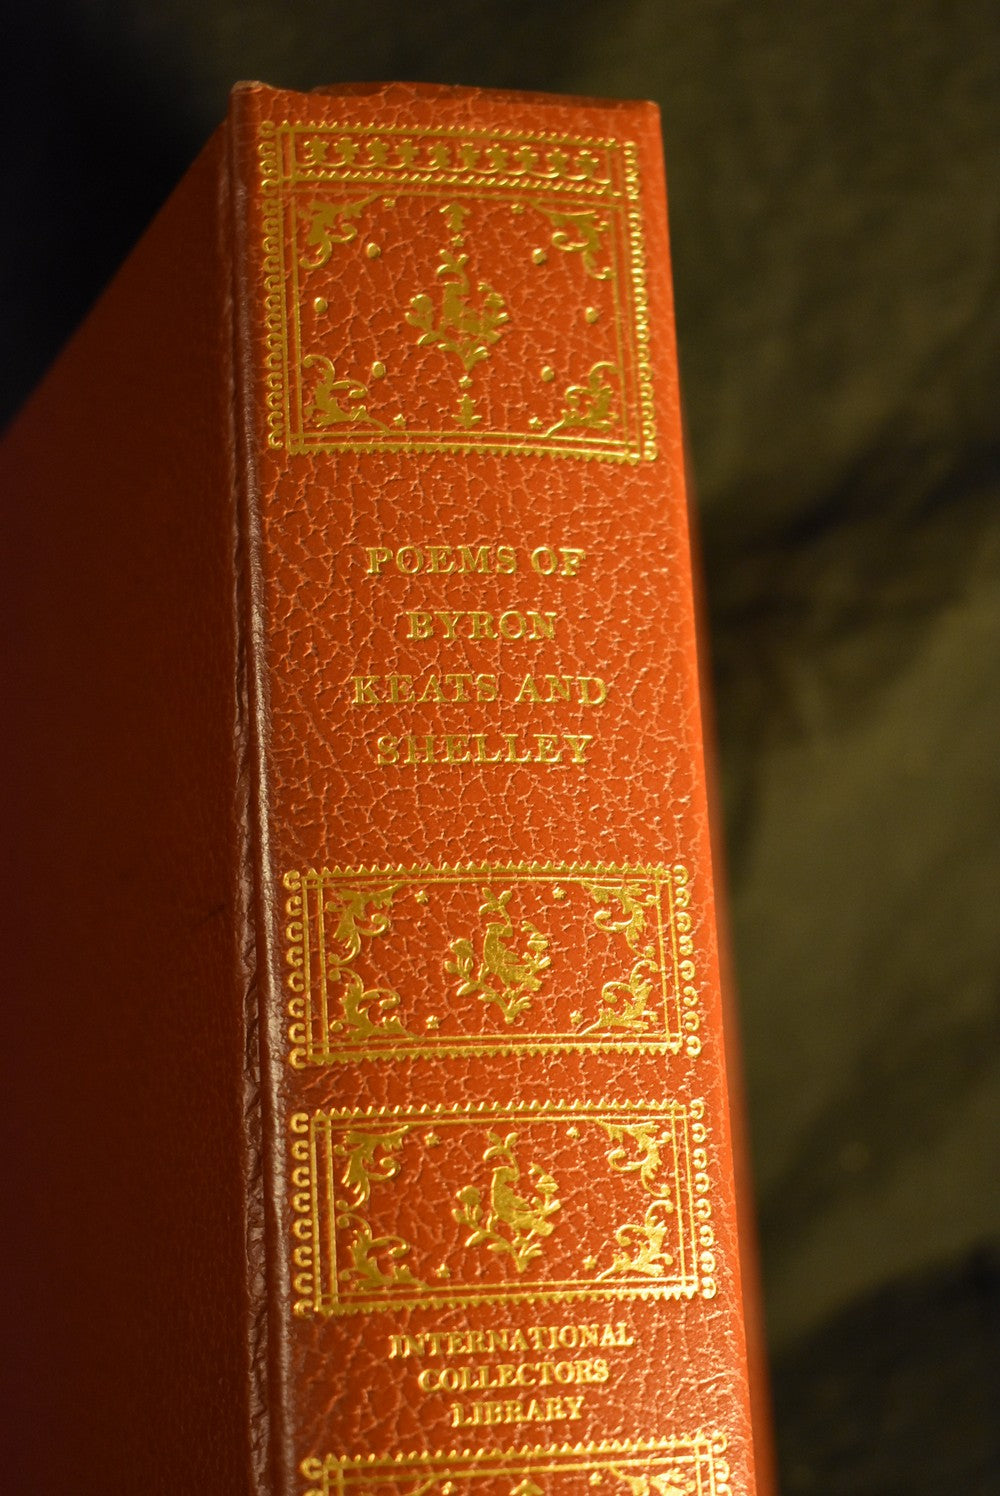 POEMS OF
BYRON
KEATS AND
SHELLEY
INTERNATIONAL
COLLECTORS
LIBRARY